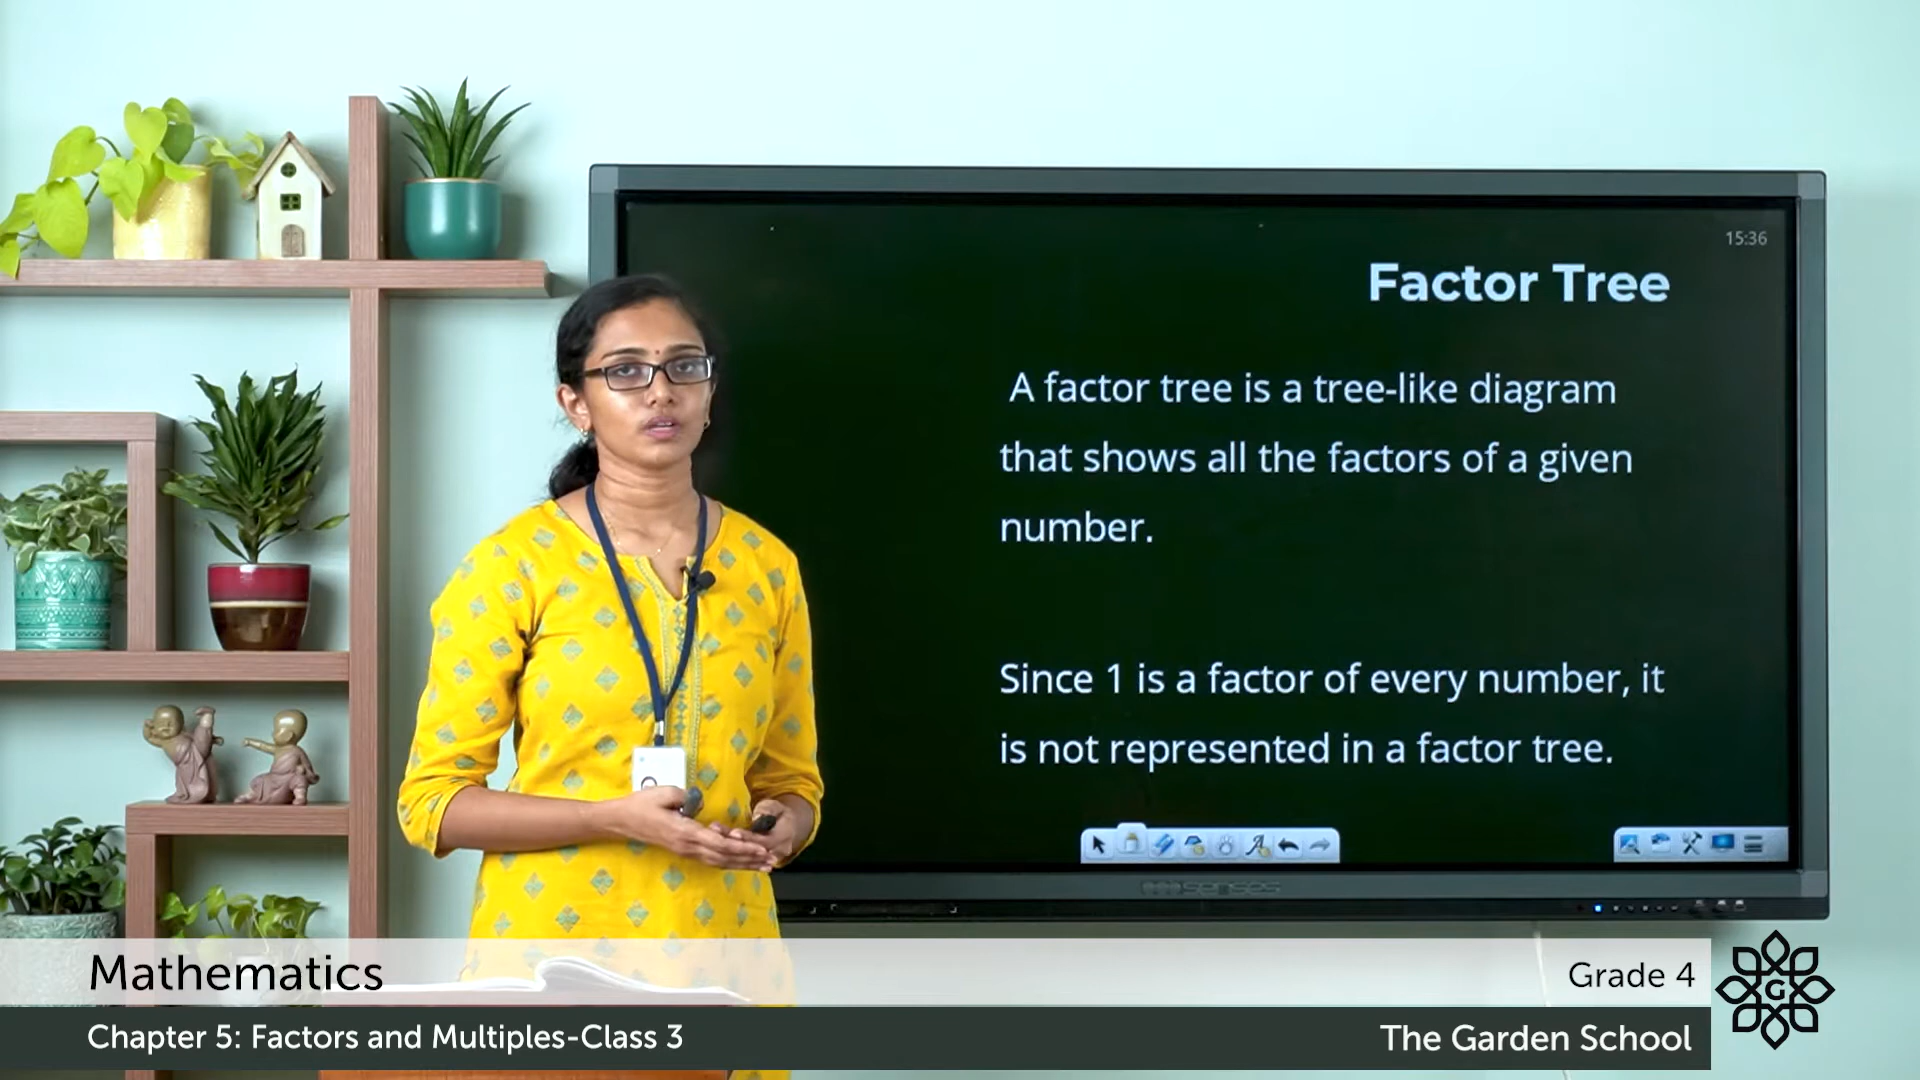 15:36
Factor Tree
A factor tree is a tree-like diagram
that shows all the factors of a given
number.
Since 1 is a factor of every number, it
is not represented in a factor tree.
Mathematics
Grade 4
Chapter 5: Factors and Multiples-Class 3
The Garden School
G